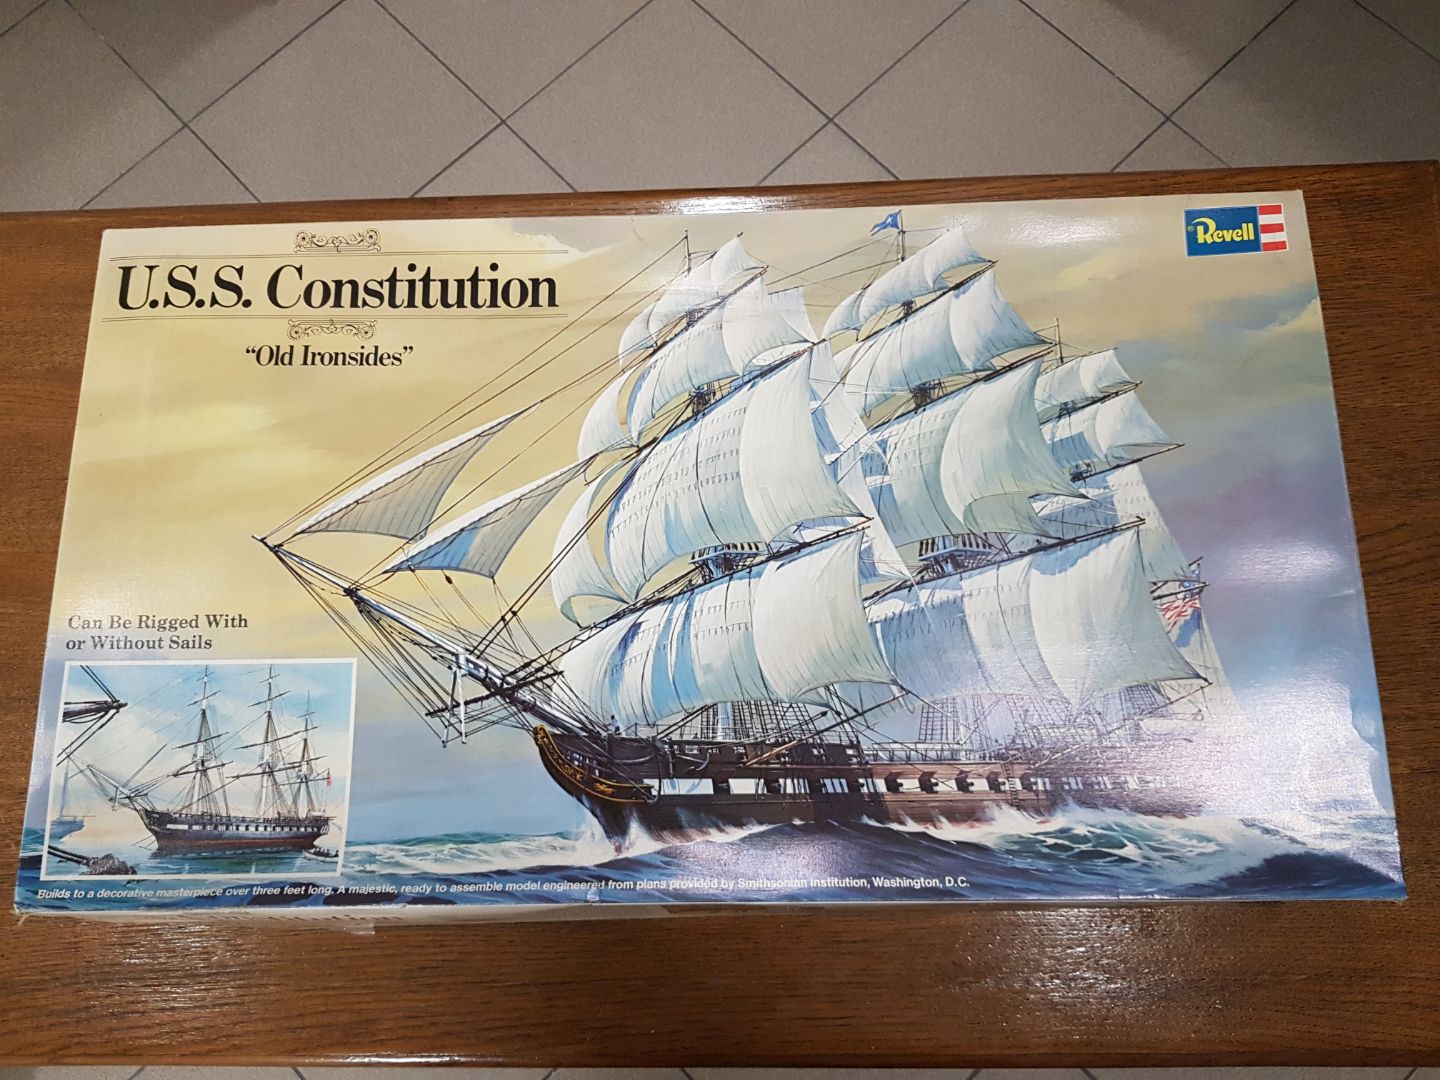 Revell
U.S.S. Constitution
“Old Ironsides”
Can Be Rigged With
or Without Sails
Builds to a decorative masterpiece over three feet long. A majestic, ready to assemble model engineered from plans provided by Smithsonian Institution, Washington, D.C.